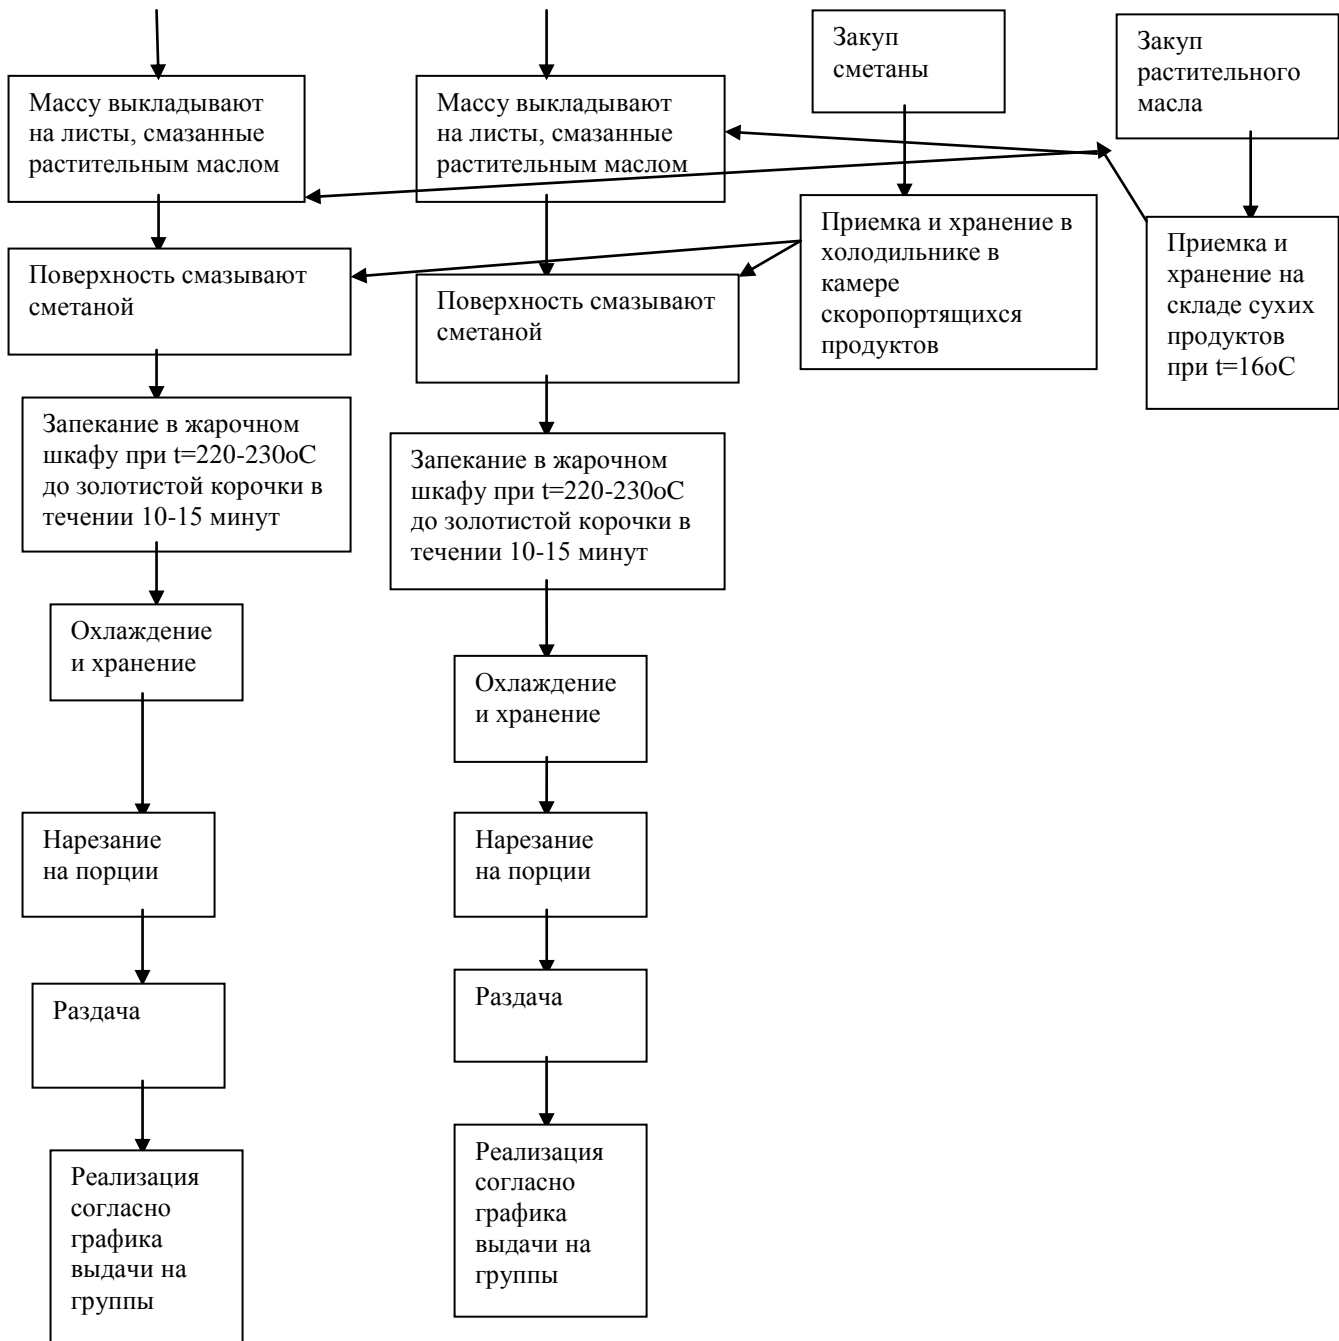 Закуп
сметаны
Закуп
растительного
масла
Массу выкладывают
на листы, смазанные
растительным маслом
Массу выкладывают
на листы, смазанные
растительным маслом
Приемка и хранение в
холодильнике в
камере
скоропортящихся
продуктов
Приемка и
хранение на
складе сухих
продуктов
при t=16оС
Поверхность смазывают
сметаной
Поверхность смазывают
сметаной
Запекание в жарочном
шкафу при t=220-230оС
до золотистой корочки в
течении 10-15 минут
Запекание в жарочном
шкафу при t=220-230оС
до золотистой корочки в
течении 10-15 минут
Охлаждение
и хранение
Охлаждение
и хранение
Нарезание
на порции
Нарезание
на порции
Раздача
Раздача
Реализация
согласно
графика
выдачи на
группы
Реализация
согласно
графика
выдачи на
группы